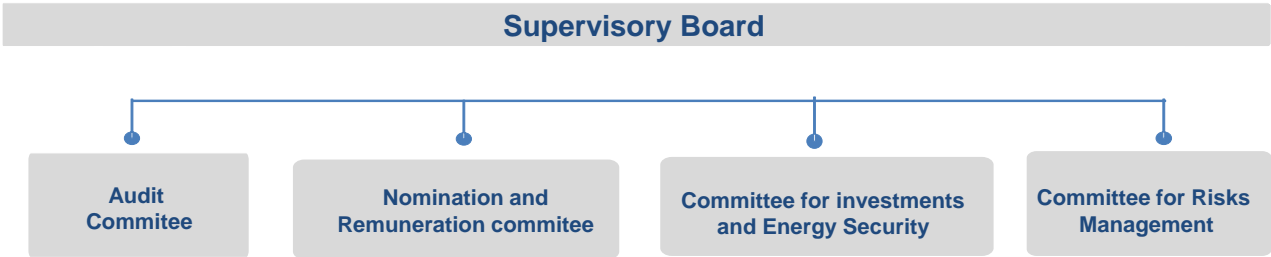 Supervisory Board
Audit
Commitee
Nomination and
Remuneration commitee
Committee for investments
and Energy Security
Committee for Risks
Management